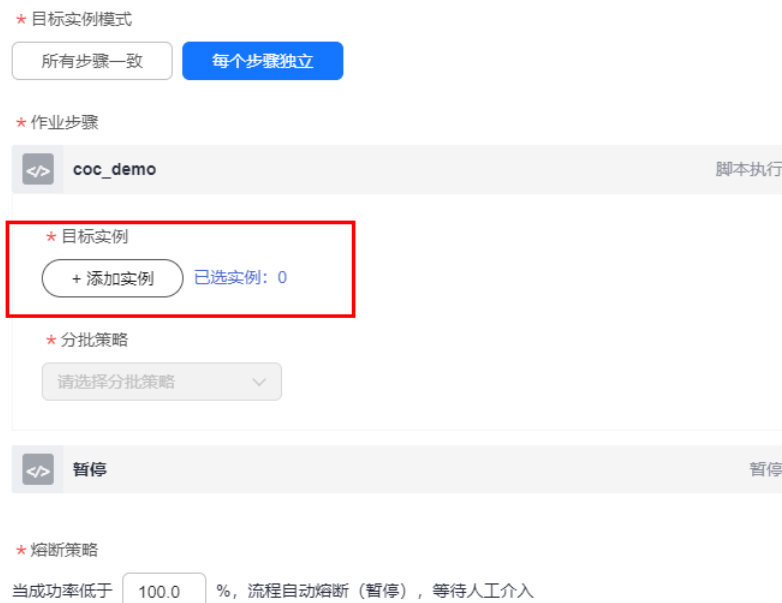 * 目标实例模式
所有步骤一致 每个步骤独立
* 作业步骤
</> coc_demo 脚本执行
* 目标实例
+ 添加实例 已选实例：0
* 分批策略
请选择分批策略
</> 暂停 暂停
* 熔断策略
当成功率低于 100.0 %，流程自动熔断（暂停），等待人工介入